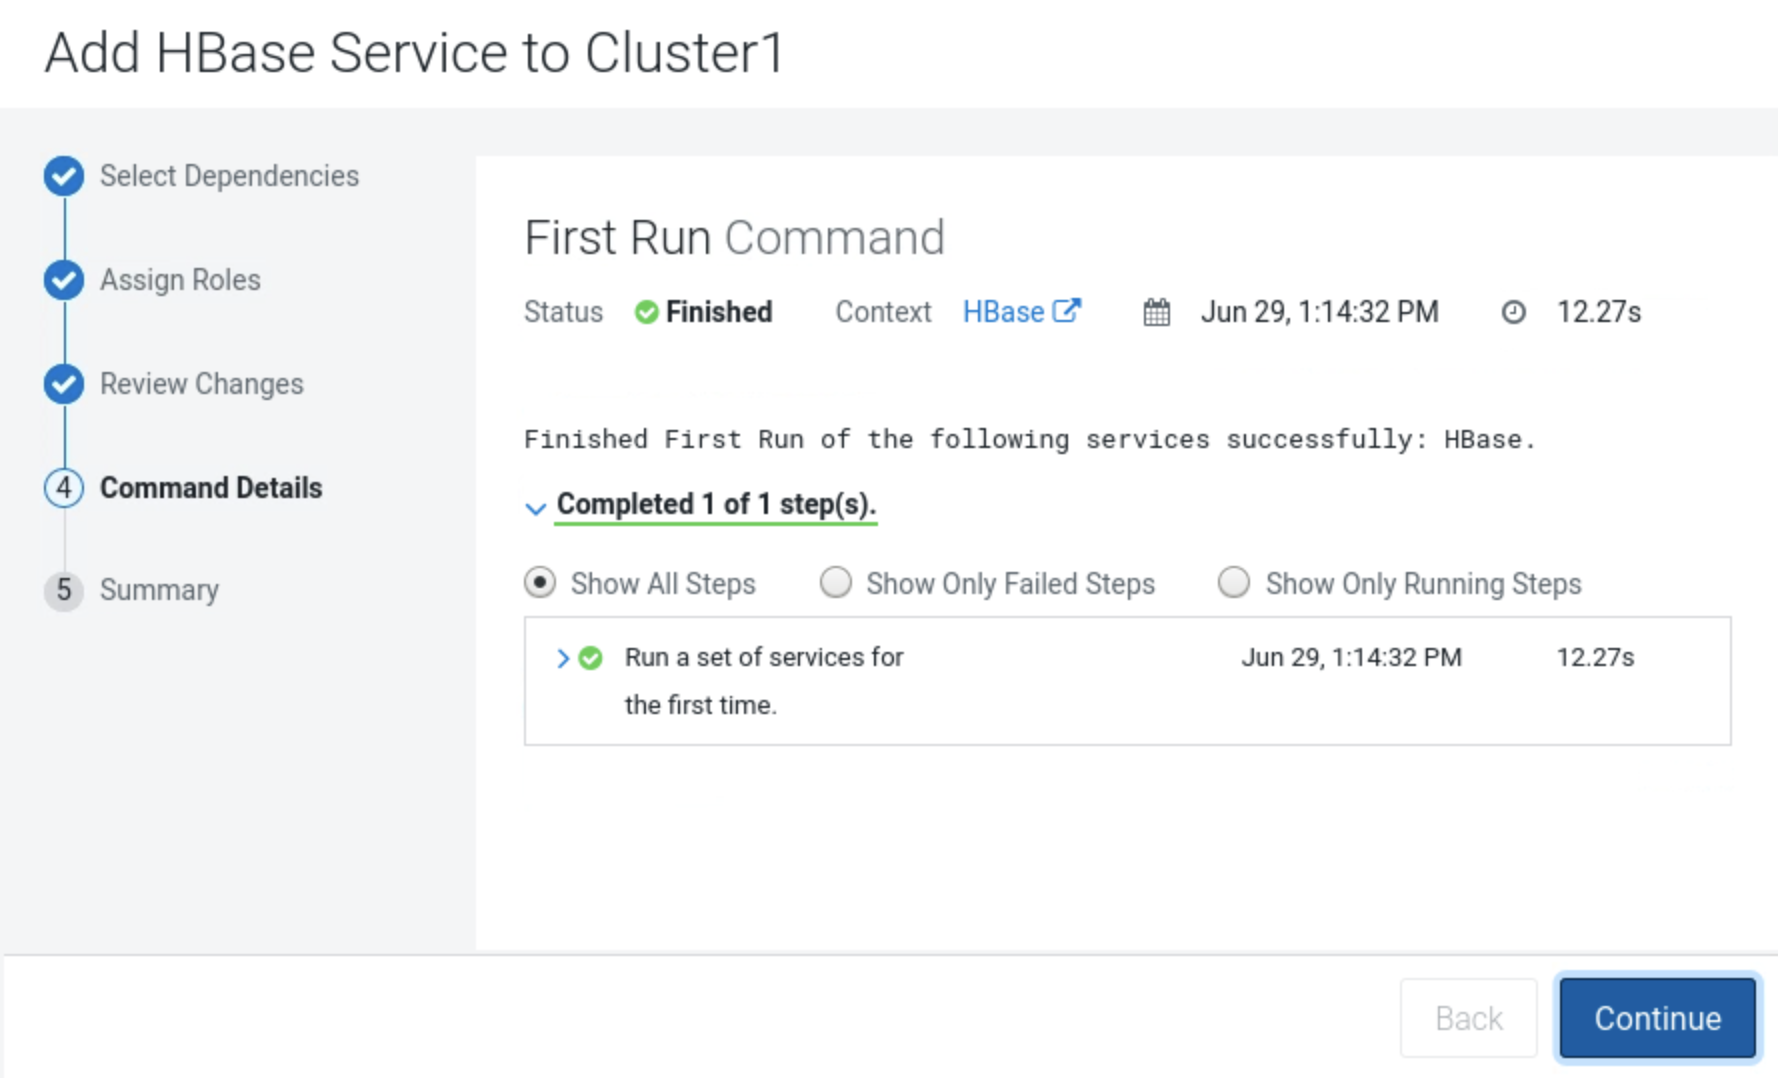 Add HBase Service to Cluster1
Select Dependencies
Assign Roles
Review Changes
4 Command Details
5 Summary
First Run Command
Status Finished Context HBase Jun 29, 1:14:32 PM 12.27s
Finished First Run of the following services successfully: HBase.
Completed 1 of 1 step(s).
Show All Steps Show Only Failed Steps Show Only Running Steps
Run a set of services for Jun 29, 1:14:32 PM 12.27s
the first time.
Back Continue